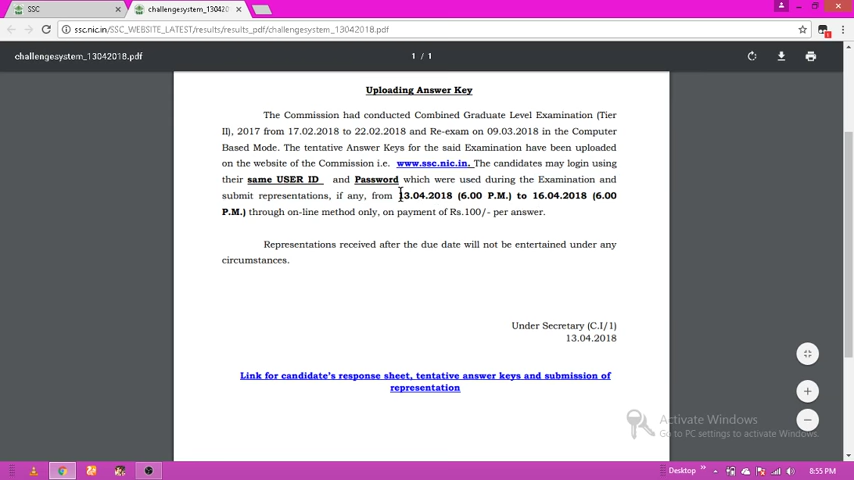 SSC
challengesystem_1304201
ssc.nic.in/SSC_WEBSITE_LATEST/results/results_pdf/challengesystem_13042018.pdf
challengesystem_13042018.pdf
1 / 1
Uploading Answer Key
The Commission had conducted Combined Graduate Level Examination (Tier
II), 2017 from 17.02.2018 to 22.02.2018 and Re-exam on 09.03.2018 in the Computer
Based Mode. The tentative Answer Keys for the said Examination have been uploaded
on the website of the Commission i.e. www.ssc.nic.in. The candidates may login using
their same USER ID and Password which were used during the Examination and
submit representations, if any, from 13.04.2018 (6.00 P.M.) to 16.04.2018 (6.00
P.M.) through on-line method only, on payment of Rs.100/- per answer.
Representations received after the due date will not be entertained under any
circumstances.
Under Secretary (C.I/1)
13.04.2018
Link for candidate's response sheet, tentative answer keys and submission of
representation
Activate Windows
Go to PC settings to activate Windows.
Desktop
8:55 PM